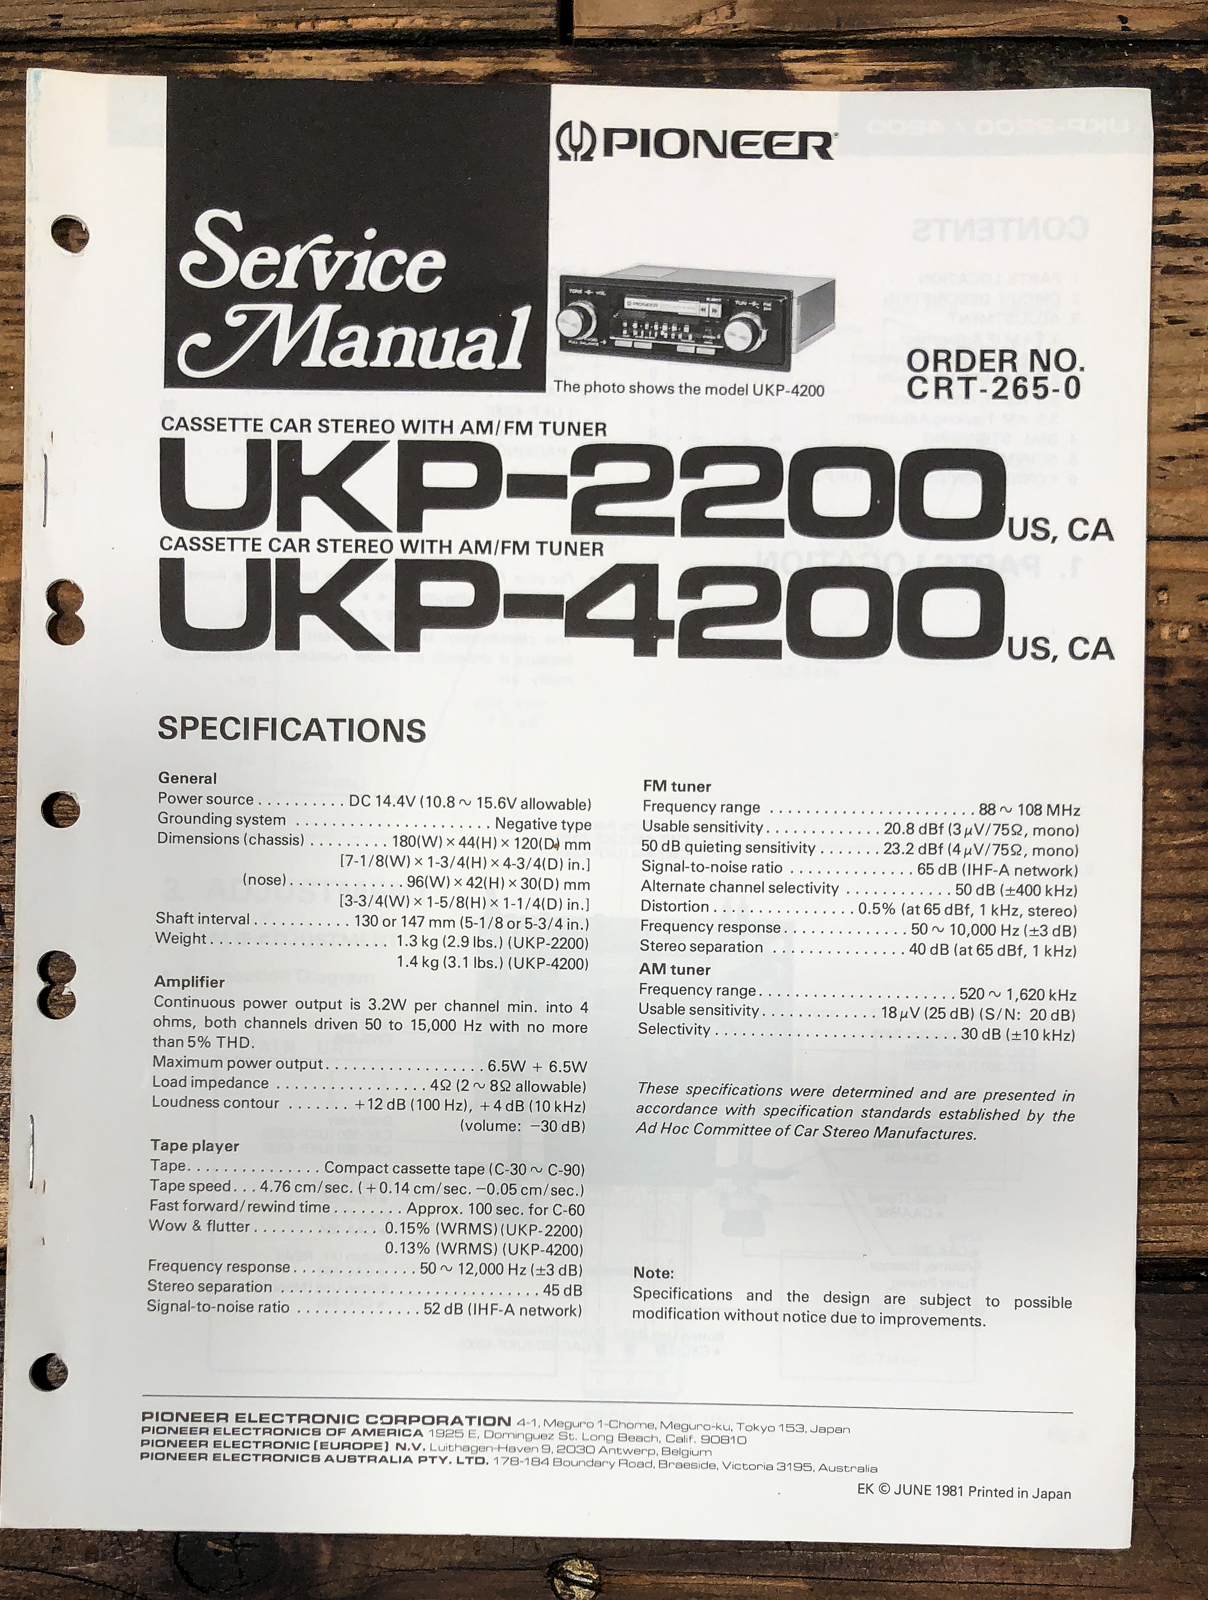 Service
Manual
PIONEER
The photo shows the model UKP-4200
ORDER NO.
CRT-265-0
CASSETTE CAR STEREO WITH AM/FM TUNER
UKP-2200 US, CA
CASSETTE CAR STEREO WITH AM/FM TUNER
UKP-4200 US, CA
SPECIFICATIONS
General
Power source . . . . . . . . . . DC 14.4V (10.8 ~ 15.6V allowable)
Grounding system . . . . . . . . . . . . . . . . . . . . . . Negative type
Dimensions (chassis) . . . . . . . . . 180(W) × 44(H) × 120(D) mm
[7-1/8(W) × 1-3/4(H) × 4-3/4(D) in.]
(nose) . . . . . . . . . . . . . 96(W) × 42(H) × 30(D) mm
[3-3/4(W) × 1-5/8(H) × 1-1/4(D) in.]
Shaft interval . . . . . . . . . . . 130 or 147 mm (5-1/8 or 5-3/4 in.)
Weight . . . . . . . . . . . . . . . . . . . . 1.3 kg (2.9 lbs.) (UKP-2200)
1.4 kg (3.1 lbs.) (UKP-4200)
Amplifier
Continuous power output is 3.2W per channel min. into 4
ohms, both channels driven 50 to 15,000 Hz with no more
than 5% THD.
Maximum power output . . . . . . . . . . . . . . . . . . 6.5W + 6.5W
Load impedance . . . . . . . . . . . . . . . . . 4Ω (2 ~ 8Ω allowable)
Loudness contour . . . . . . . +12 dB (100 Hz), +4 dB (10 kHz)
(volume: −30 dB)
Tape player
Tape . . . . . . . . . . . . . . . Compact cassette tape (C-30 ~ C-90)
Tape speed . . . 4.76 cm/sec. (+0.14 cm/sec. −0.05 cm/sec.)
Fast forward/rewind time . . . . . . . . Approx. 100 sec. for C-60
Wow & flutter . . . . . . . . . . . . . 0.15% (WRMS) (UKP-2200)
0.13% (WRMS) (UKP-4200)
Frequency response . . . . . . . . . . . . . . 50 ~ 12,000 Hz (±3 dB)
Stereo separation . . . . . . . . . . . . . . . . . . . . . . . . . . . . 45 dB
Signal-to-noise ratio . . . . . . . . . . . . . 52 dB (IHF-A network)
FM tuner
Frequency range . . . . . . . . . . . . . . . . . . . . . . . 88 ~ 108 MHz
Usable sensitivity . . . . . . . . . . . . . 20.8 dBf (3 μV/75Ω, mono)
50 dB quieting sensitivity . . . . . . . 23.2 dBf (4 μV/75Ω, mono)
Signal-to-noise ratio . . . . . . . . . . . . . . 65 dB (IHF-A network)
Alternate channel selectivity . . . . . . . . . . . . 50 dB (±400 kHz)
Distortion . . . . . . . . . . . . . . . . 0.5% (at 65 dBf, 1 kHz, stereo)
Frequency response . . . . . . . . . . . . . . 50 ~ 10,000 Hz (±3 dB)
Stereo separation . . . . . . . . . . . . . . . 40 dB (at 65 dBf, 1 kHz)
AM tuner
Frequency range . . . . . . . . . . . . . . . . . . . . . . . 520 ~ 1,620 kHz
Usable sensitivity . . . . . . . . . . . . . 18 μV (25 dB) (S/N: 20 dB)
Selectivity . . . . . . . . . . . . . . . . . . . . . . . . . . . . 30 dB (±10 kHz)
These specifications were determined and are presented in
accordance with specification standards established by the
Ad Hoc Committee of Car Stereo Manufactures.
Note:
Specifications and the design are subject to possible
modification without notice due to improvements.
PIONEER ELECTRONIC CORPORATION 4-1, Meguro 1-Chome, Meguro-ku, Tokyo 153, Japan
PIONEER ELECTRONICS OF AMERICA 1925 E, Dominguez St. Long Beach, Calif. 90810
PIONEER ELECTRONIC [EUROPE] N.V. Luithagen-Haven 9, 2030 Antwerp, Belgium
PIONEER ELECTRONICS AUSTRALIA PTY. LTD. 178-184 Boundary Road, Braeside, Victoria 3195, Australia
EK © JUNE 1981 Printed in Japan